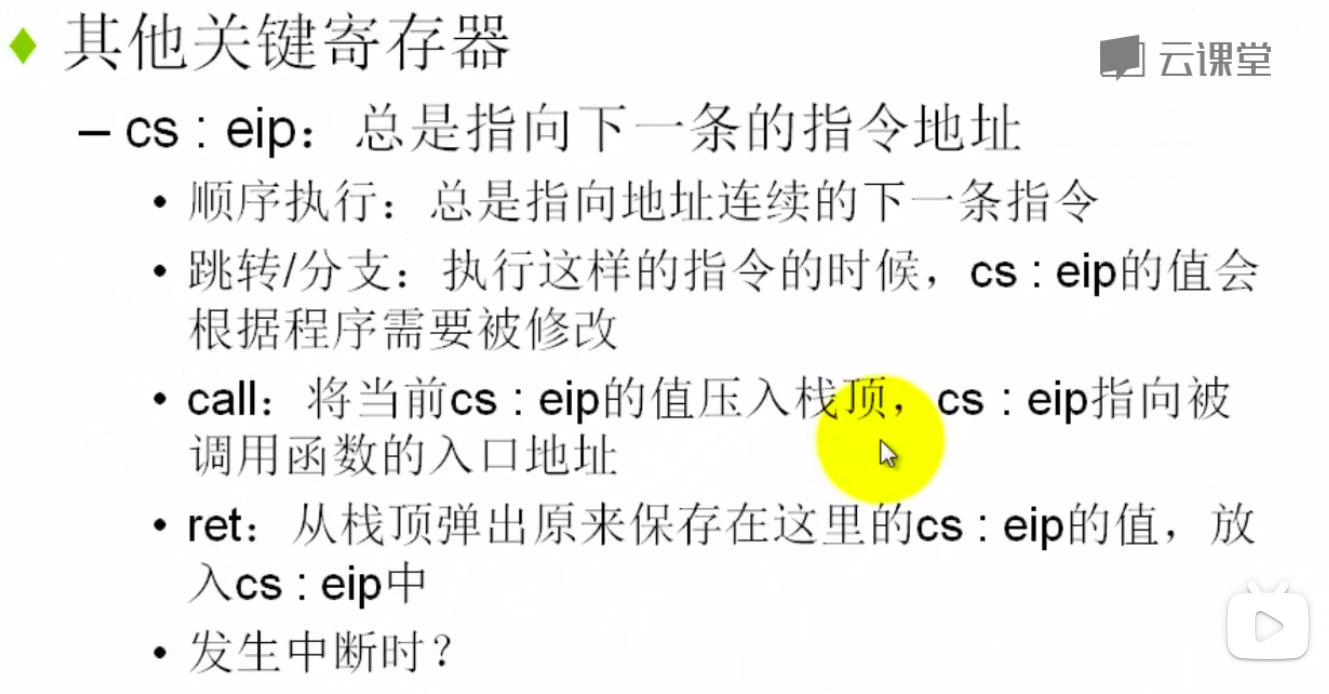 其他关键寄存器
云课堂
– cs : eip：总是指向下一条的指令地址
• 顺序执行：总是指向地址连续的下一条指令
• 跳转/分支：执行这样的指令的时候，cs : eip的值会
根据程序需要被修改
• call：将当前cs : eip的值压入栈顶，cs : eip指向被
调用函数的入口地址
• ret：从栈顶弹出原来保存在这里的cs : eip的值，放
入cs : eip中
• 发生中断时？